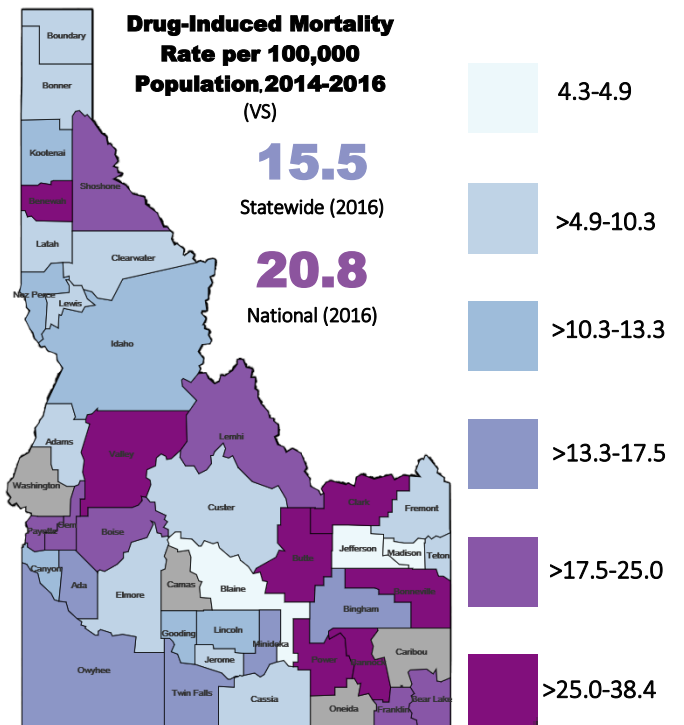 Drug-Induced Mortality
Rate per 100,000
Population,2014-2016
(VS)
15.5
Statewide (2016)
20.8
National (2016)
4.3-4.9
>4.9-10.3
>10.3-13.3
>13.3-17.5
>17.5-25.0
>25.0-38.4
Boundary
Bonner
Kootenai
Shoshone
Benewah
Latah
Clearwater
Nez Perce
Lewis
Idaho
Adams
Valley
Lemhi
Washington
Custer
Clark
Fremont
Payette
Gem
Boise
Butte
Jefferson
Madison
Teton
Canyon
Ada
Elmore
Camas
Blaine
Bonneville
Bingham
Gooding
Lincoln
Minidoka
Jerome
Power
Bannock
Caribou
Owyhee
Twin Falls
Cassia
Oneida
Franklin
Bear Lake